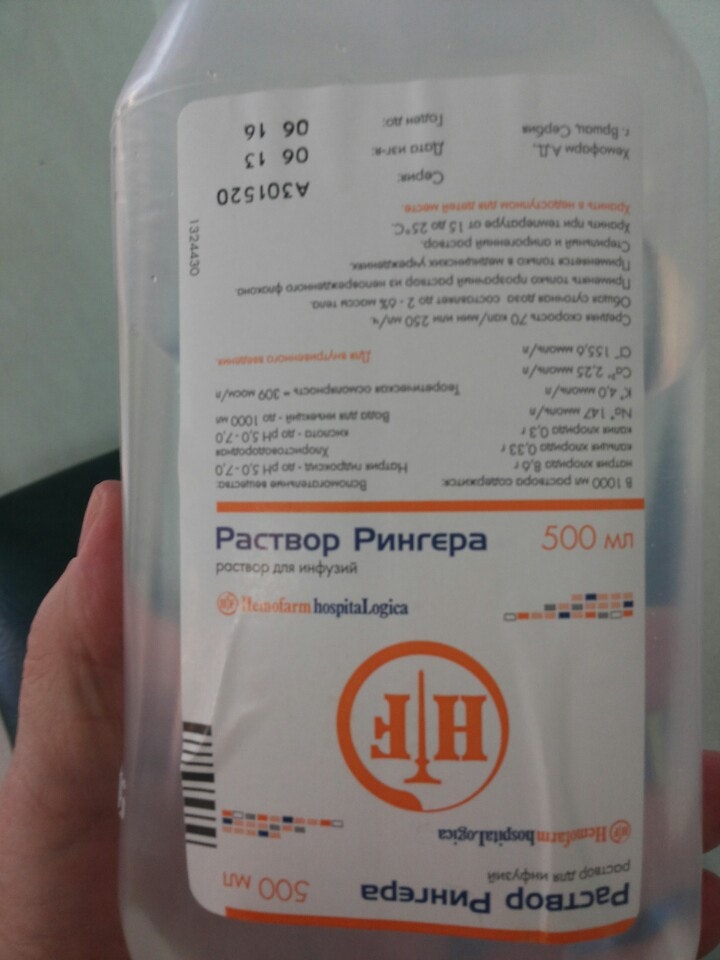 Раствор Рингера 500 мл
раствор для инфузий
Hemofarm hospitaLogica
HF
Раствор Рингера 500 мл
раствор для инфузий
Hemofarm hospitaLogica
В 1000 мл раствора содержится: Вспомогательные вещества:
натрия хлорида 8,6 г Натрия гидроксид - до pH 5,0-7,0
кальция хлорида 0,33 г Хлористоводородная
калия хлорида 0,3 г кислота - до pH 5,0-7,0
Na⁺ 147 ммоль/л Вода для инъекций - до 1000 мл
K⁺ 4,0 ммоль/л Теоретическая осмолярность = 309 мосм/л
Ca²⁺ 2,25 ммоль/л
Cl⁻ 155,6 ммоль/л Для внутривенного введения.
Средняя скорость 70 кап/мин или 250 мл/ч.
Общая суточная доза составляет до 2 - 6% массы тела.
Применять только прозрачный раствор из неповрежденного флакона.
Применяется только в медицинских учреждениях.
Стерильный и апирогенный раствор.
Хранить при температуре от 15 до 25°C.
Хранить в недоступном для детей месте.
Серия: A301520
Хемофарм А.Д., Дата изг-я: 06 13
г. Вршац, Сербия Годен до: 06 16
1324430